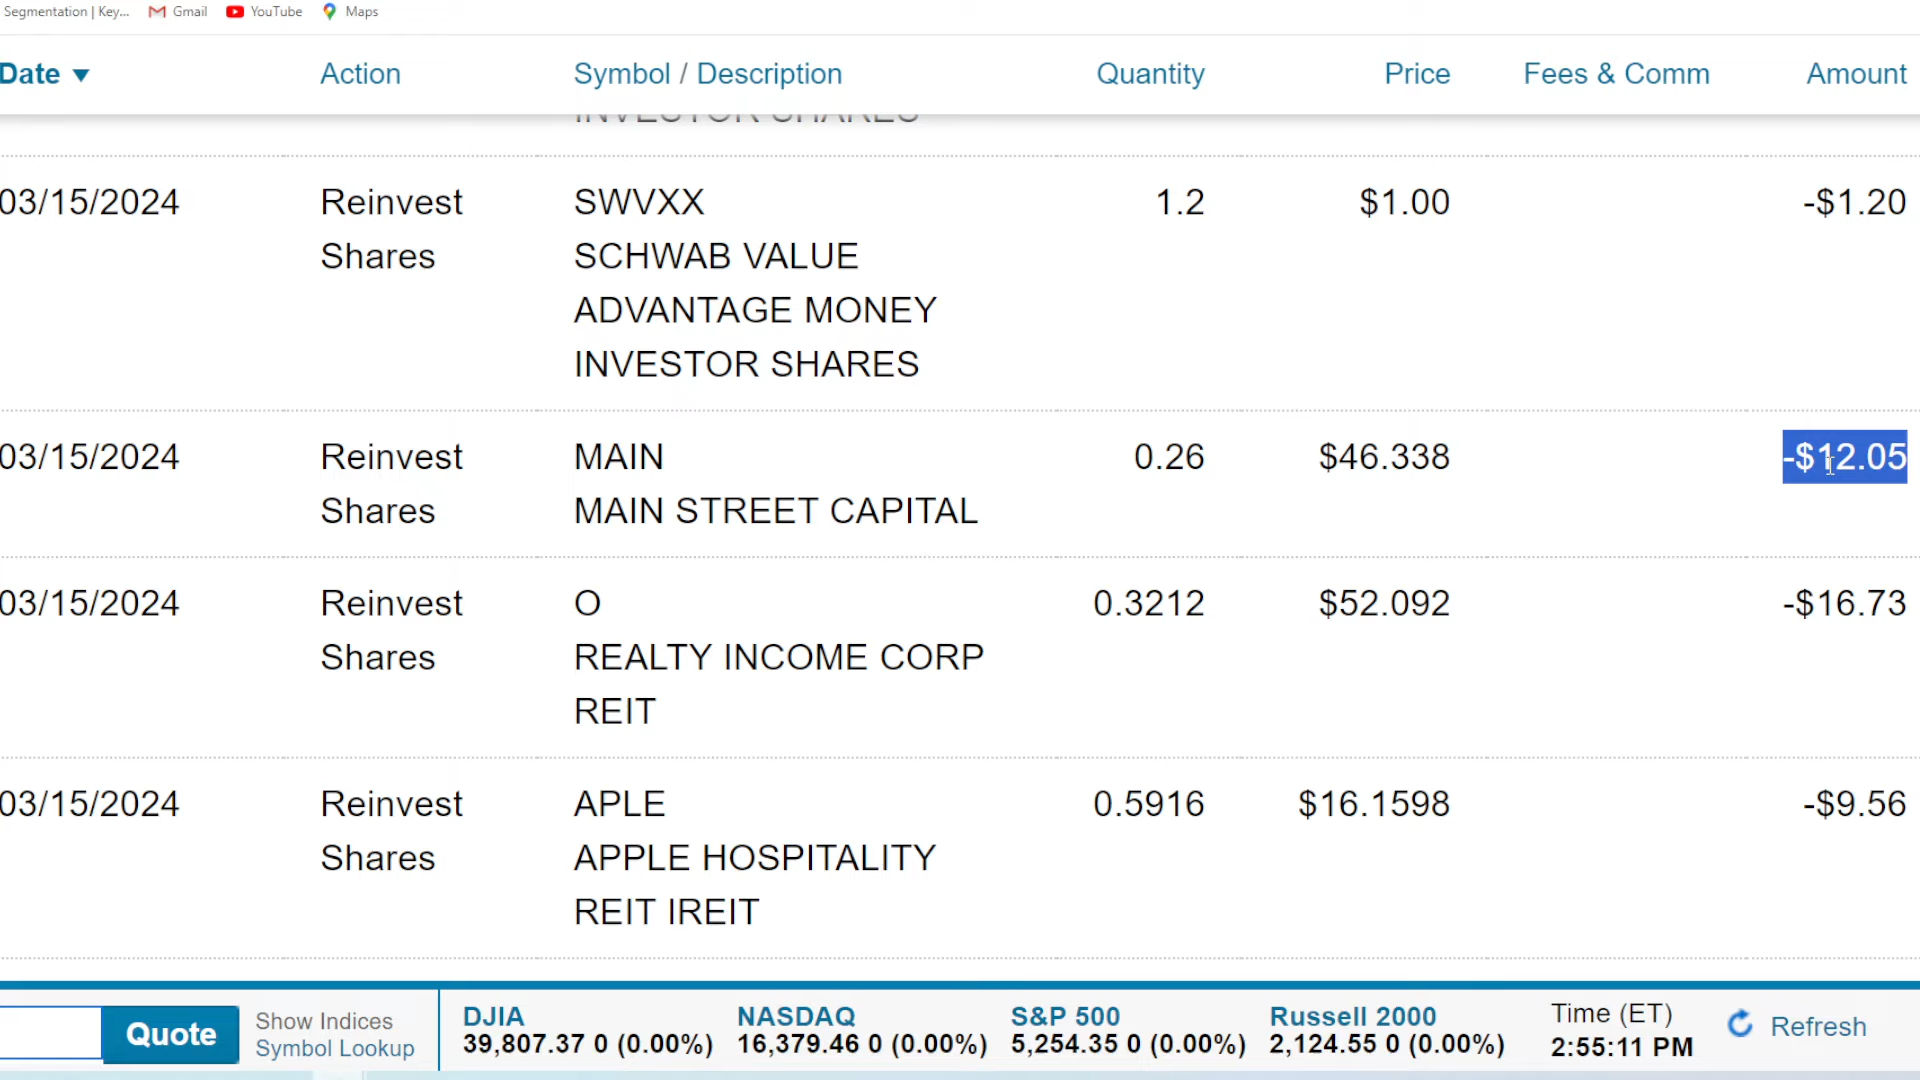 Segmentation | Key... Gmail YouTube Maps
Date ▼ Action Symbol / Description Quantity Price Fees & Comm Amount
INVESTOR SHARES
03/15/2024 Reinvest SWVXX 1.2 $1.00 -$1.20
Shares SCHWAB VALUE
ADVANTAGE MONEY
INVESTOR SHARES
03/15/2024 Reinvest MAIN 0.26 $46.338 -$12.05
Shares MAIN STREET CAPITAL
03/15/2024 Reinvest O 0.3212 $52.092 -$16.73
Shares REALTY INCOME CORP
REIT
03/15/2024 Reinvest APLE 0.5916 $16.1598 -$9.56
Shares APPLE HOSPITALITY
REIT IREIT
Quote Show Indices DJIA NASDAQ S&P 500 Russell 2000 Time (ET) Refresh
Symbol Lookup 39,807.37 0 (0.00%) 16,379.46 0 (0.00%) 5,254.35 0 (0.00%) 2,124.55 0 (0.00%) 2:55:11 PM